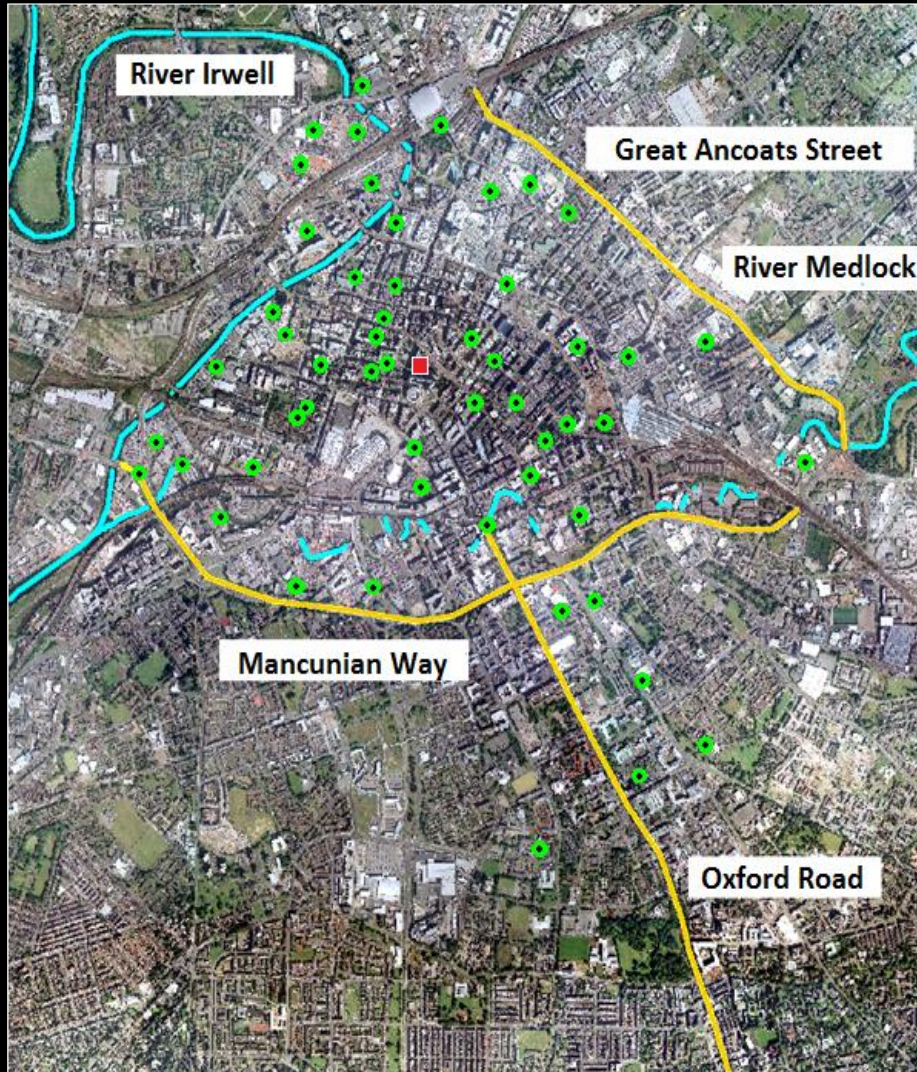 River Irwell
Great Ancoats Street
River Medlock
Mancunian Way
Oxford Road